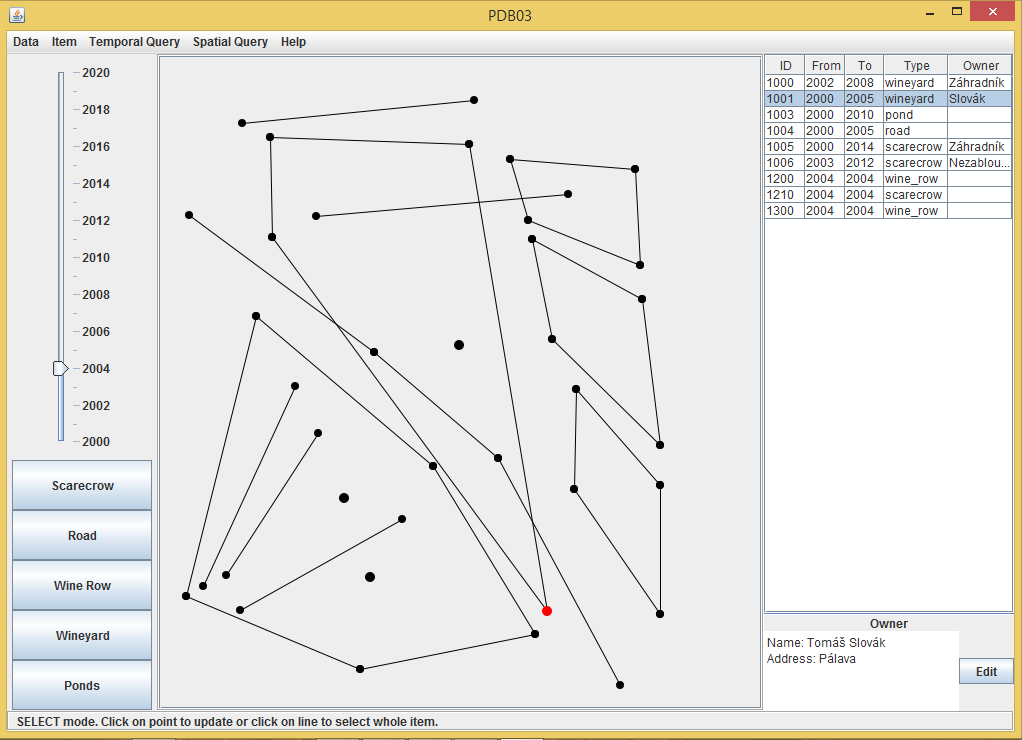 PDB03
Data Item Temporal Query Spatial Query Help
2020
2018
2016
2014
2012
2010
2008
2006
2004
2002
2000
Scarecrow
Road
Wine Row
Wineyard
Ponds
ID From To Type Owner
1000 2002 2008 wineyard Záhradník
1001 2000 2005 wineyard Slovák
1003 2000 2010 pond
1004 2000 2005 road
1005 2000 2014 scarecrow Záhradník
1006 2003 2012 scarecrow Nezablou...
1200 2004 2004 wine_row
1210 2004 2004 scarecrow
1300 2004 2004 wine_row
Owner
Name: Tomáš Slovák
Address: Pálava
Edit
SELECT mode. Click on point to update or click on line to select whole item.